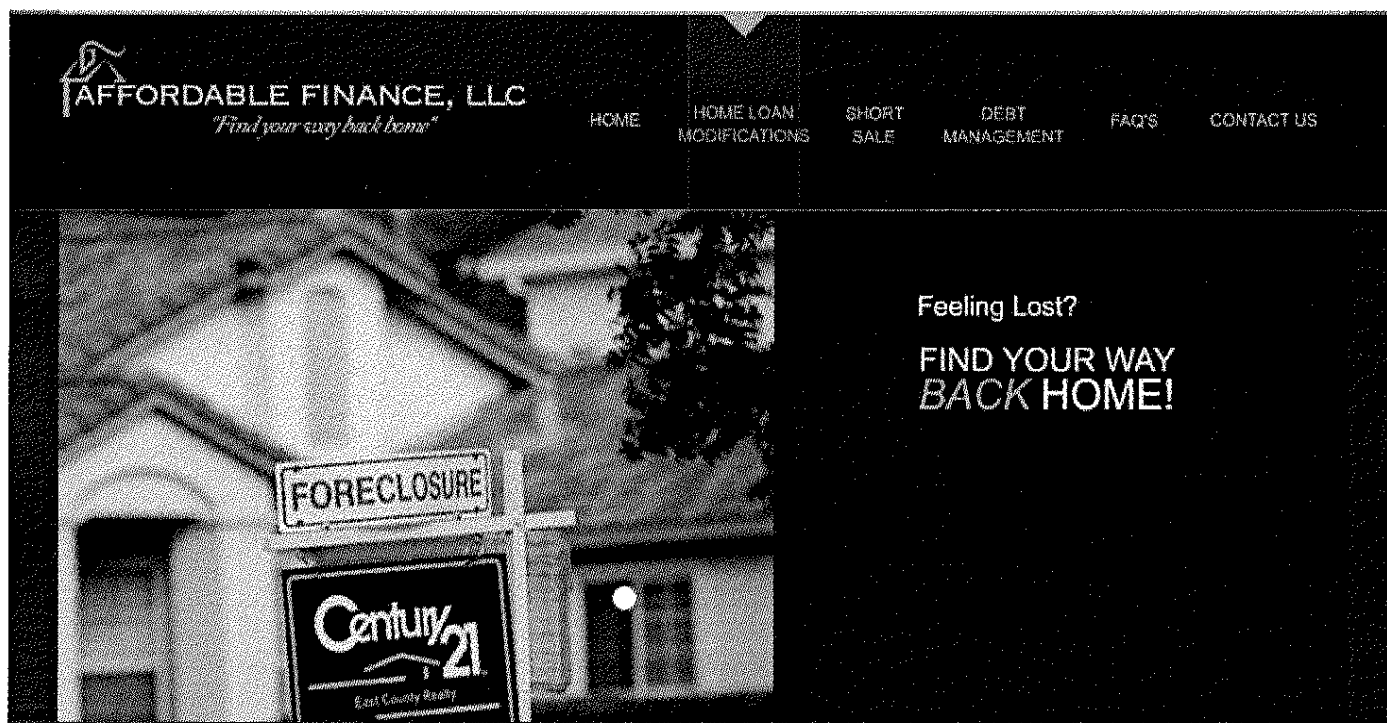 AFFORDABLE FINANCE, LLC
"Find your way back home"
HOME
HOME LOAN
MODIFICATIONS
SHORT
SALE
DEBT
MANAGEMENT
FAQ'S
CONTACT US
Feeling Lost?
FIND YOUR WAY
BACK HOME!
FORECLOSURE
Century 21
East County Realty